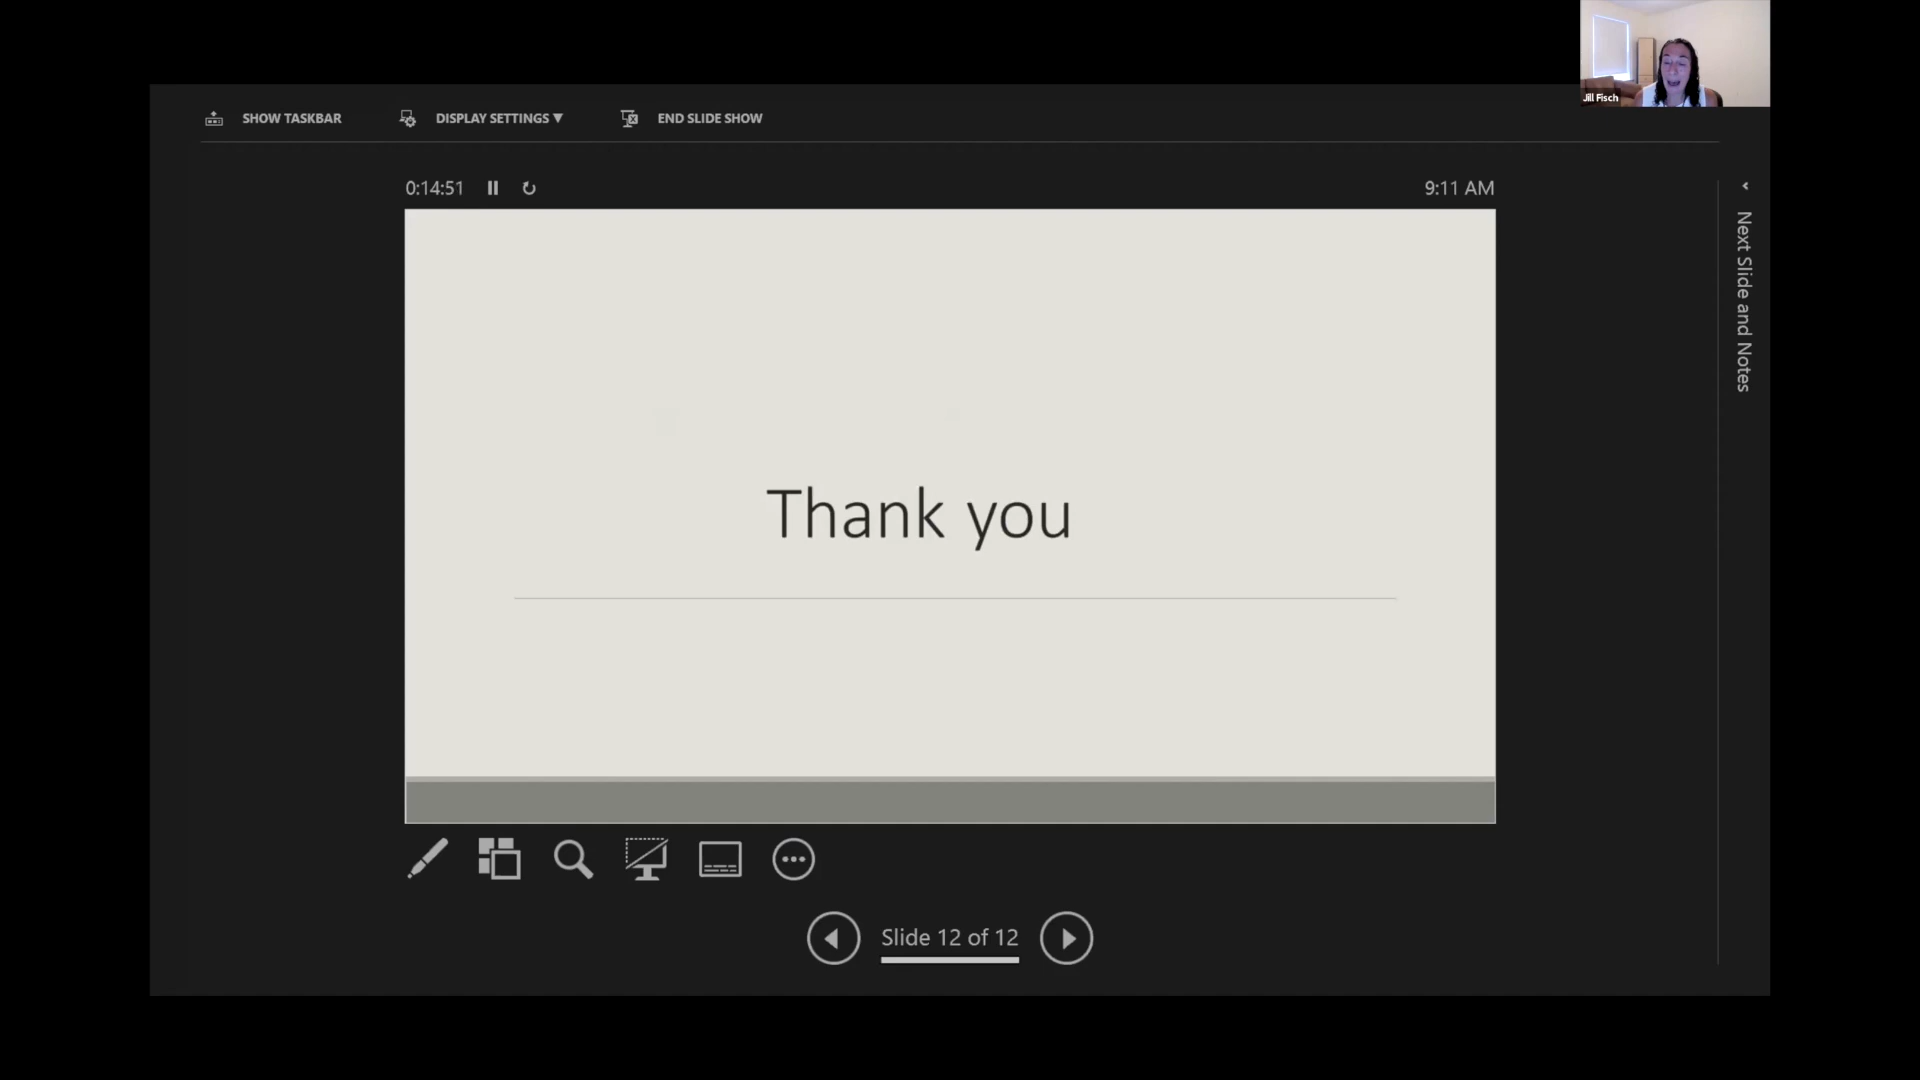 Jill Fisch
SHOW TASKBAR
DISPLAY SETTINGS ▼
END SLIDE SHOW
0:14:51
9:11 AM
Next Slide and Notes
Thank you
Slide 12 of 12